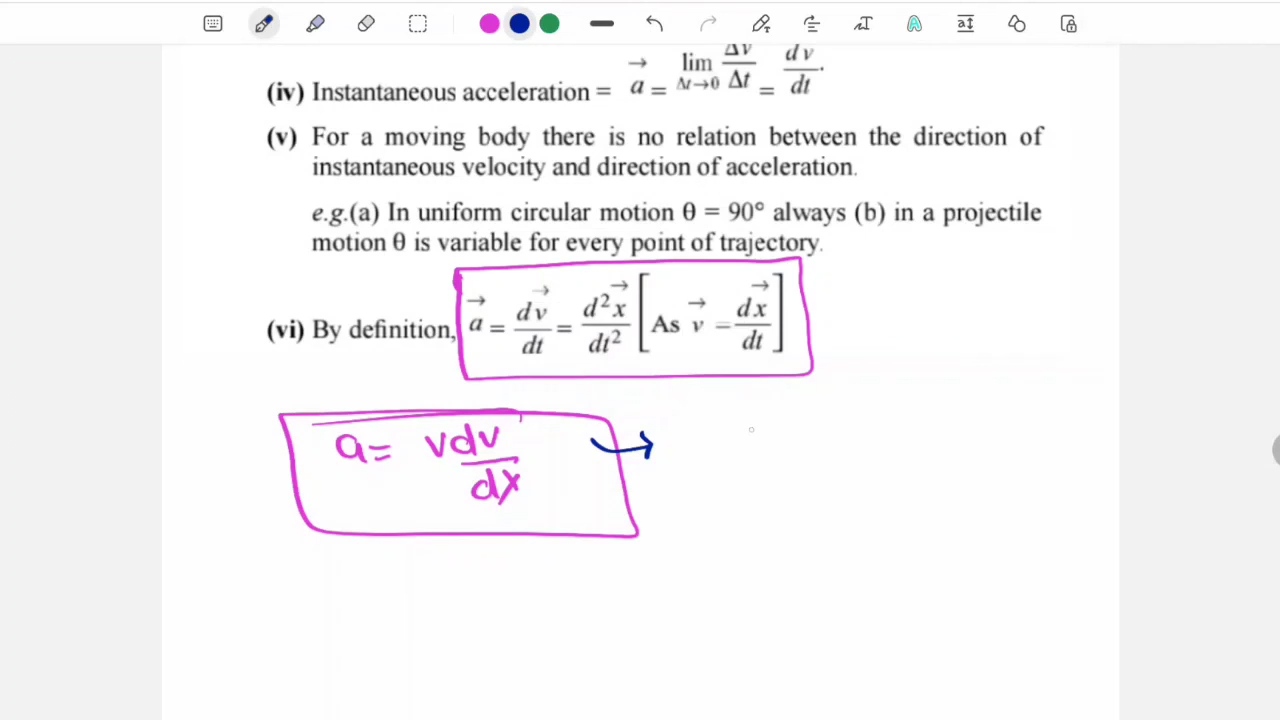 (iv) Instantaneous acceleration = a⃗ = lim Δt→0 Δv/Δt = dv/dt.
(v) For a moving body there is no relation between the direction of
instantaneous velocity and direction of acceleration.
e.g.(a) In uniform circular motion θ = 90° always (b) in a projectile
motion θ is variable for every point of trajectory.
(vi) By definition, a⃗ = dv⃗/dt = d²x⃗/dt² [As v⃗ = dx⃗/dt]
a = vdv/dx